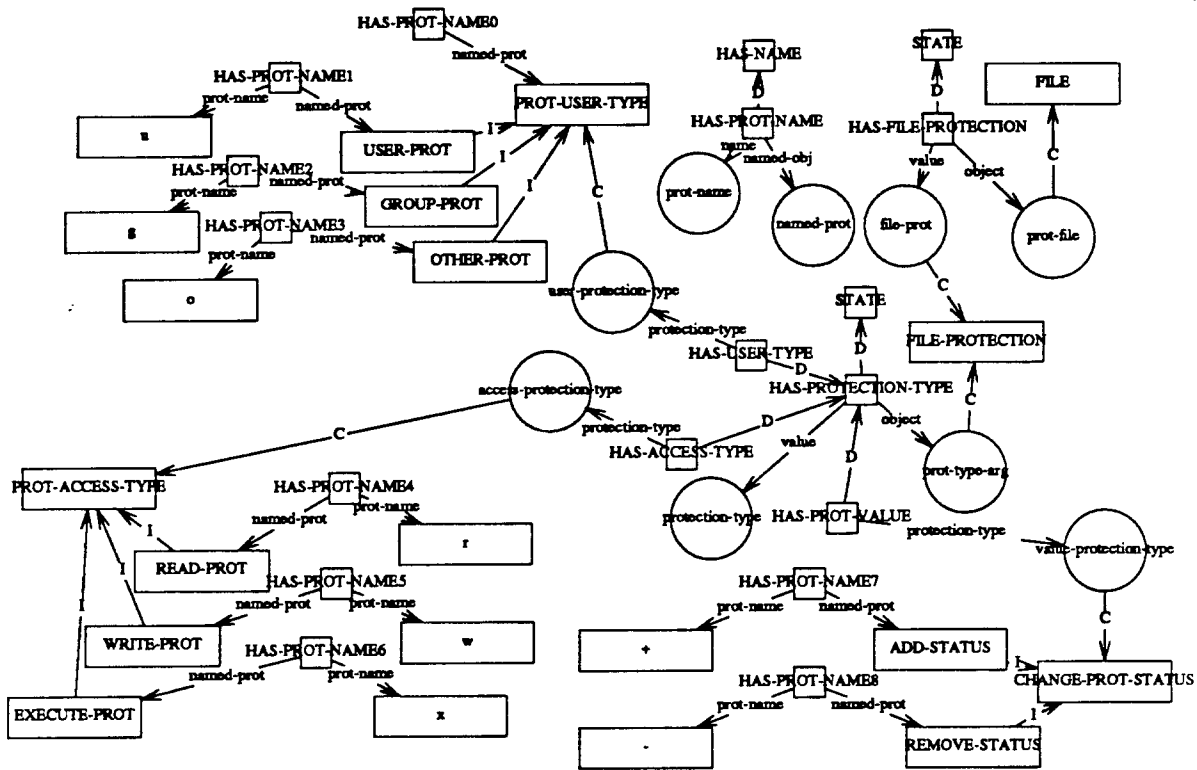 HAS-PROT-NAME0
named-prot
HAS-NAME
STATE
D
D
HAS-PROT-NAME1
prot-name
named-prot
PROT-USER-TYPE
FILE
u
USER-PROT
I
HAS-PROT-NAME
name
named-obj
HAS-FILE-PROTECTION
value
object
C
HAS-PROT-NAME2
prot-name
named-prot
GROUP-PROT
I
I
C
prot-name
named-prot
file-prot
prot-file
g
HAS-PROT-NAME3
prot-name
named-prot
OTHER-PROT
o
user-protection-type
C
STATE
protection-type
HAS-USER-TYPE
D
D
FILE-PROTECTION
access-protection-type
HAS-PROTECTION-TYPE
C
protection-type
HAS-ACCESS-TYPE
D
value
object
C
D
PROT-ACCESS-TYPE
HAS-PROT-NAME4
named-prot
prot-name
protection-type
prot-type-arg
HAS-PROT-VALUE
protection-type
value-protection-type
I
READ-PROT
r
I
HAS-PROT-NAME5
named-prot
prot-name
HAS-PROT-NAME7
prot-name
named-prot
I
WRITE-PROT
w
+
ADD-STATUS
C
I
HAS-PROT-NAME6
named-prot
prot-name
HAS-PROT-NAME8
prot-name
named-prot
CHANGE-PROT-STATUS
EXECUTE-PROT
x
I
-
REMOVE-STATUS